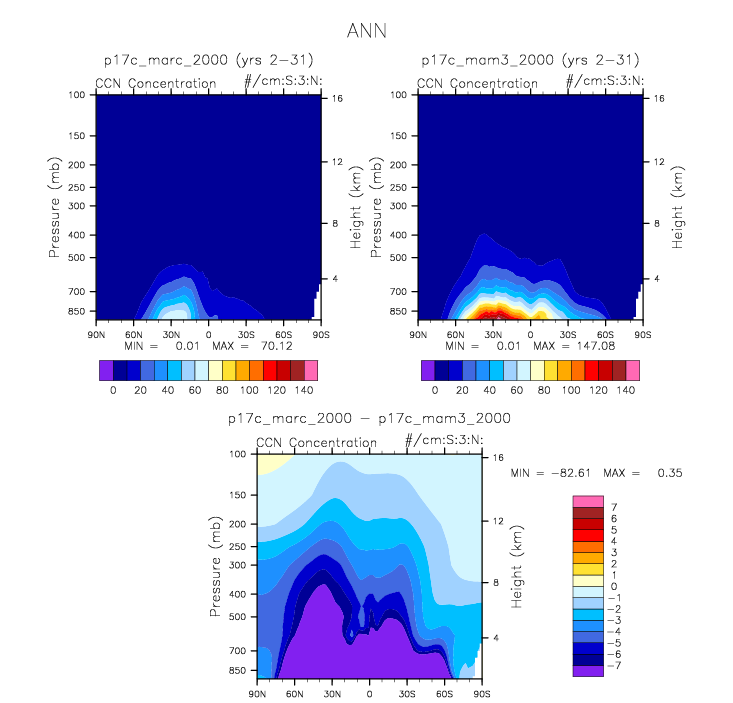 ANN
p17c_marc_2000 (yrs 2-31)
CCN Concentration #/cm:S:3:N:
100
150
200
250
300
400
500
700
850
Pressure (mb)
16
12
8
4
Height (km)
90N 60N 30N 0 30S 60S 90S
MIN = 0.01 MAX = 70.12
0 20 40 60 80 100 120 140
p17c_mam3_2000 (yrs 2-31)
CCN Concentration #/cm:S:3:N:
100
150
200
250
300
400
500
700
850
Pressure (mb)
16
12
8
4
Height (km)
90N 60N 30N 0 30S 60S 90S
MIN = 0.01 MAX = 147.08
0 20 40 60 80 100 120 140
p17c_marc_2000 - p17c_mam3_2000
CCN Concentration #/cm:S:3:N:
100
150
200
250
300
400
500
700
850
Pressure (mb)
16
12
8
4
Height (km)
90N 60N 30N 0 30S 60S 90S
MIN = -82.61 MAX = 0.35
7
6
5
4
3
2
1
0
-1
-2
-3
-4
-5
-6
-7